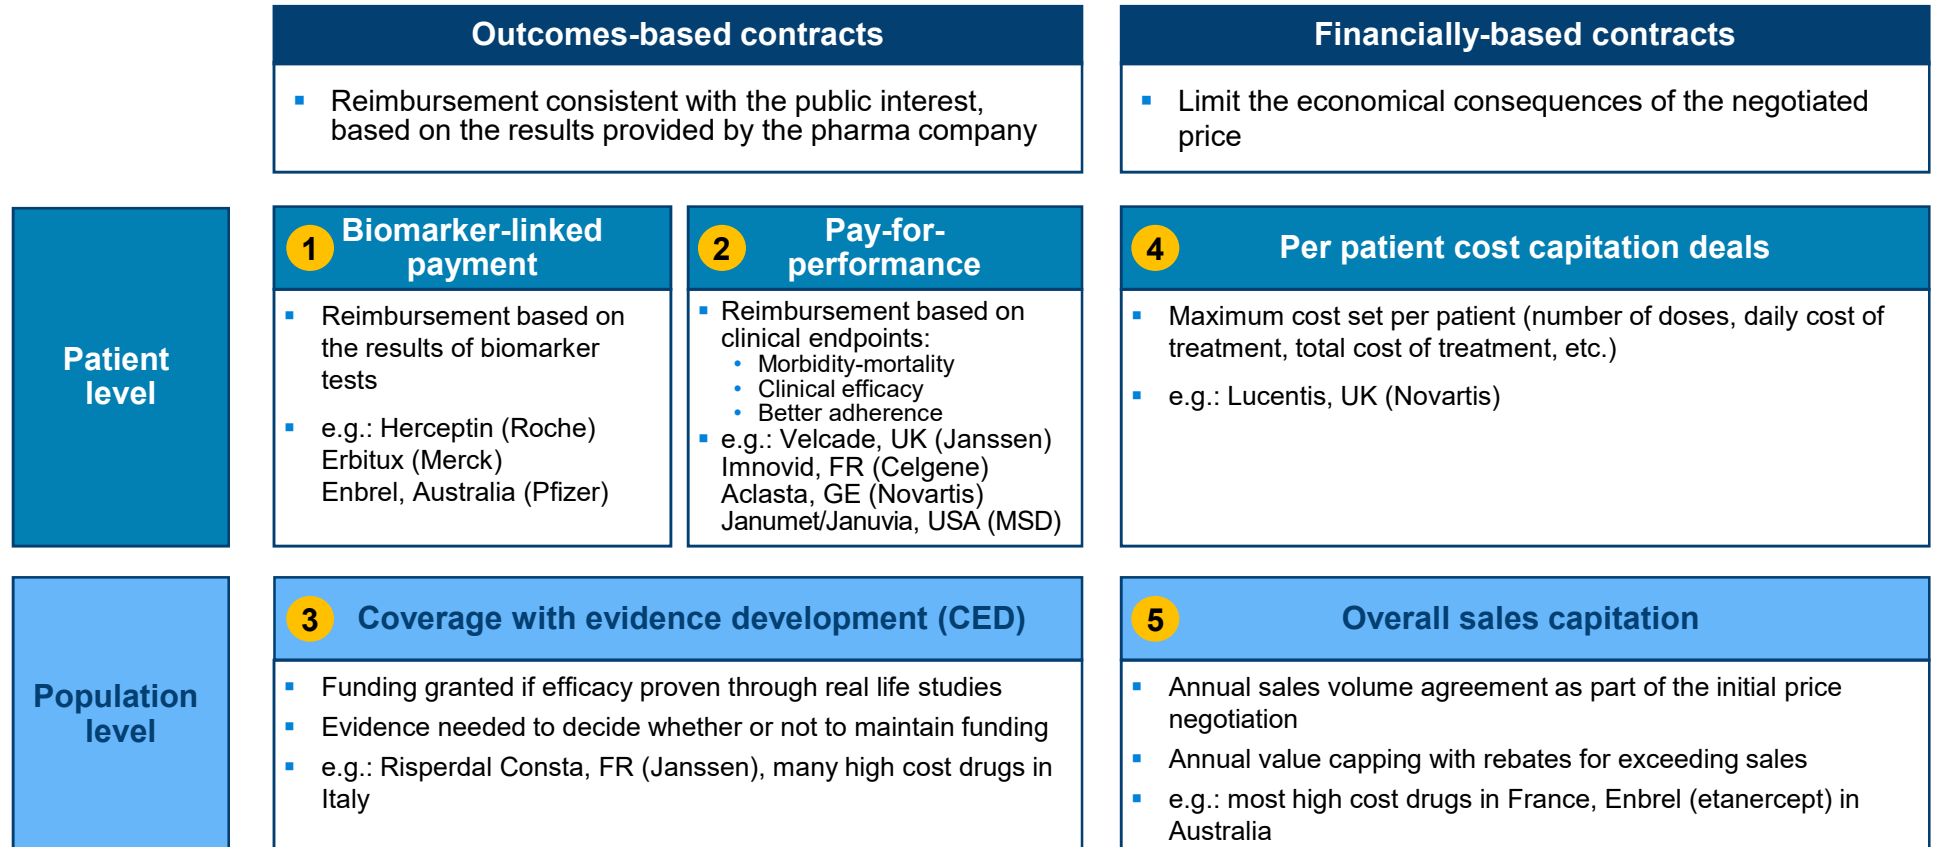 Outcomes-based contracts
Reimbursement consistent with the public interest,
based on the results provided by the pharma company
Financially-based contracts
Limit the economical consequences of the negotiated
price
Patient
level
1
Biomarker-linked
payment
Reimbursement based on
the results of biomarker
tests
e.g.: Herceptin (Roche)
Erbitux (Merck)
Enbrel, Australia (Pfizer)
2
Pay-for-
performance
Reimbursement based on
clinical endpoints:
Morbidity-mortality
Clinical efficacy
Better adherence
e.g.: Velcade, UK (Janssen)
Imnovid, FR (Celgene)
Aclasta, GE (Novartis)
Janumet/Januvia, USA (MSD)
4
Per patient cost capitation deals
Maximum cost set per patient (number of doses, daily cost of
treatment, total cost of treatment, etc.)
e.g.: Lucentis, UK (Novartis)
Population
level
3
Coverage with evidence development (CED)
Funding granted if efficacy proven through real life studies
Evidence needed to decide whether or not to maintain funding
e.g.: Risperdal Consta, FR (Janssen), many high cost drugs in
Italy
5
Overall sales capitation
Annual sales volume agreement as part of the initial price
negotiation
Annual value capping with rebates for exceeding sales
e.g.: most high cost drugs in France, Enbrel (etanercept) in
Australia